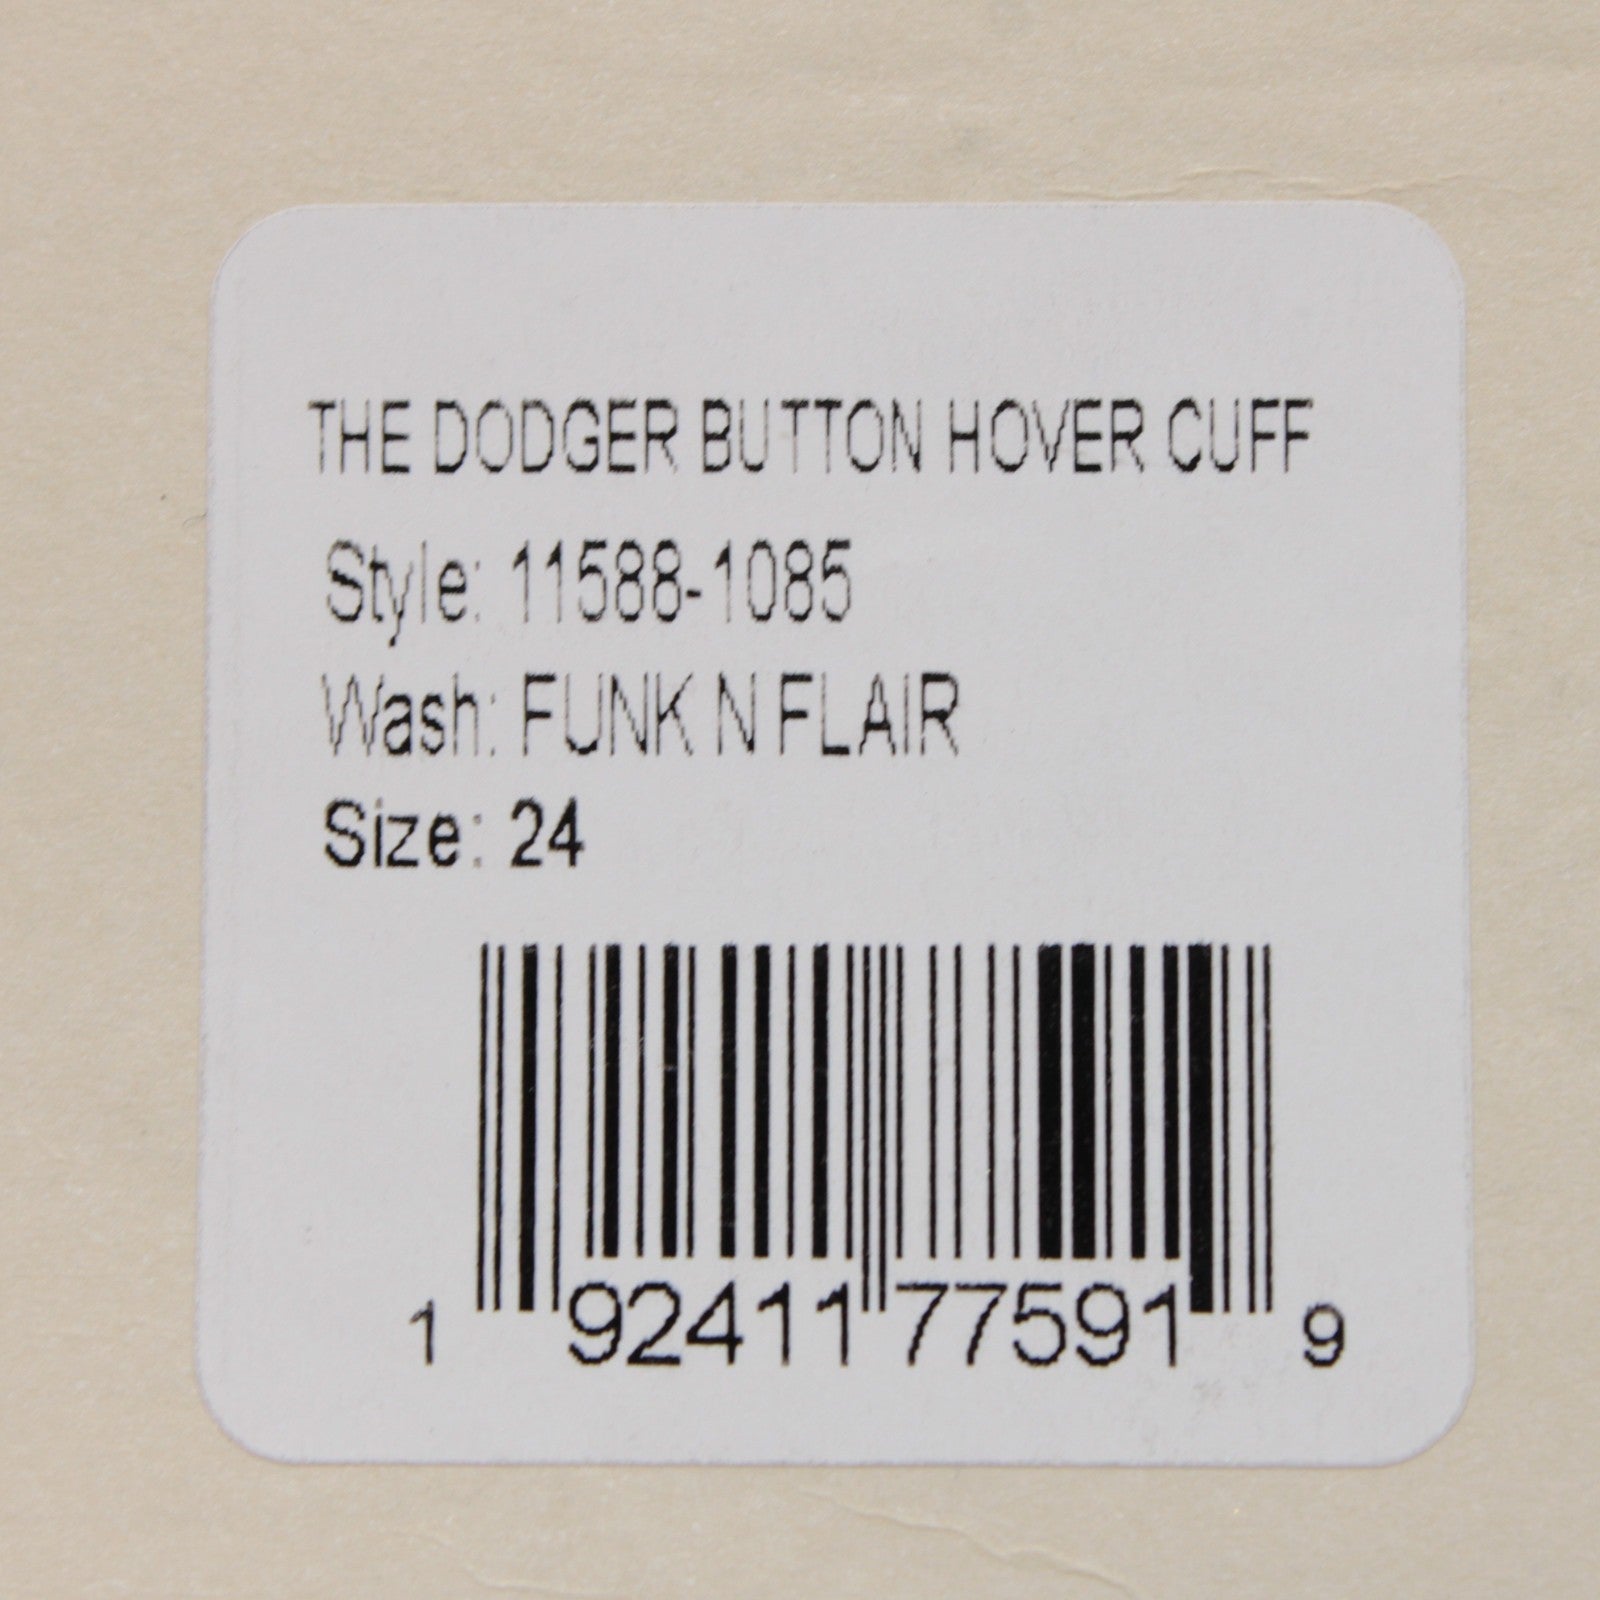 THE DODGER BUTTON HOVER CUFF
Style: 11588-1085
Wash: FUNK N FLAIR
Size: 24
1 92411 77591 9